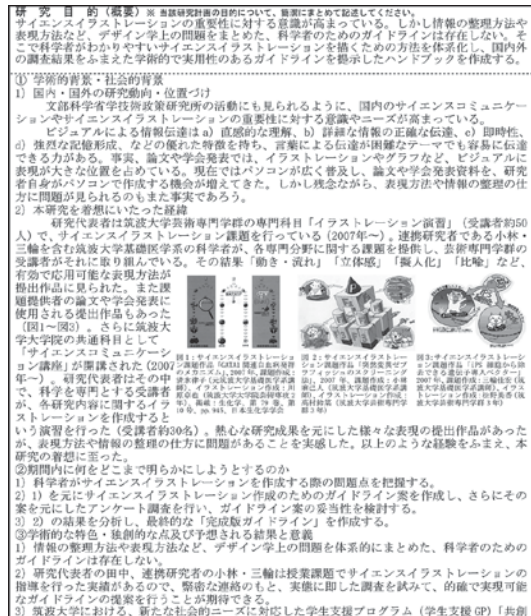 研 究 目 的（概要）※ 当該研究計画の目的について、簡潔にまとめて記述してください。
サイエンスイラストレーションの重要性に対する意識が高まっている。しかし情報の整理方法や
表現方法など、デザイン学上の問題をまとめた、科学者のためのガイドラインは存在しない。そ
こで科学者がわかりやすいサイエンスイラストレーションを描くための方法を体系化し、国内外
の調査結果をふまえた学術的で実用性のあるガイドラインを提示したハンドブックを作成する。
① 学術的背景・社会的背景
1）国内・国外の研究動向・位置づけ
文部科学省学技術政策研究所の活動にも見られるように、国内のサイエンスコミュニケー
ションやサイエンスイラストレーションの重要性に対する意識やニーズが高まっている。
ビジュアルによる情報伝達は a）直感的な理解、b）詳細な情報の正確な伝達、c）即時性、
d）強烈な記憶形成、などの優れた特徴を持ち、言葉による伝達が困難なテーマでも容易に伝達
できる力がある。事実、論文や学会発表では、イラストレーションやグラフなど、ビジュアルに
表現が大きな位置を占めている。現在ではパソコンが広く普及し、論文や学会発表資料を、研究
者自身がパソコンで作成する機会が増えてきた。しかし残念ながら、表現方法や情報の整理の仕
方に問題が見られるのもまた事実であろう。
2）本研究を着想にいたった経緯
研究代表者は筑波大学芸術専門学群の専門科目「イラストレーション演習」（受講者約50
人）で、サイエンスイラストレーション課題を行っている（2007年～）。連携研究者である小林・
三輪を含む筑波大学基礎医学系の科学者が、各専門分野に関する課題を提供し、芸術専門学群の
受講者がそれに取り組んでいる。その結果「動き・流れ」「立体感」「擬人化」「比喩」など、
有効で応用可能な表現方法が
提出作品に見られた。また課
題提供者の論文や学会発表に
使用される提出作品もあった
（図1～図3）。さらに筑波大
学大学院の共通科目として
「サイエンスコミュニケーシ
ョン講座」が開講された（2007
年～）。研究代表者はその中
で、科学を専門とする受講者
が、各研究内容に関するイラ
ストレーションを作成すると
いう演習を行った（受講者約30名）。熱心な研究成果を元にした様々な表現の提出作品があった
が、表現方法や情報の整理の仕方に問題があることを実感した。以上のような経験をふまえ、本
研究の着想に至った。
②期間内に何をどこまで明らかにしようとするのか
1）科学者がサイエンスイラストレーションを作成する際の問題点を把握する。
2）1）を元にサイエンスイラストレーション作成のためのガイドライン案を作成し、さらにその
案を元にしたアンケート調査を行い、ガイドライン案の妥当性を検討する。
3）2）の結果を分析し、最終的な「完成版ガイドライン」を作成する。
③学術的な特色・独創的な点及び予想される結果と意義
1）情報の整理方法や表現方法など、デザイン学上の問題を体系的にまとめた、科学者のための
ガイドラインは存在しない。
2）研究代表者の田中、連携研究者の小林・三輪は授業課題でサイエンスイラストレーションの
指導を行った実績があるので、緊密な連絡のもと、実態に即した調査を試みて、的確で実現可能
なガイドラインの提案を行うことが期待できる。
3）筑波大学における、新たな社会的ニーズに対応した学生支援プログラム（学生支援GP）「加